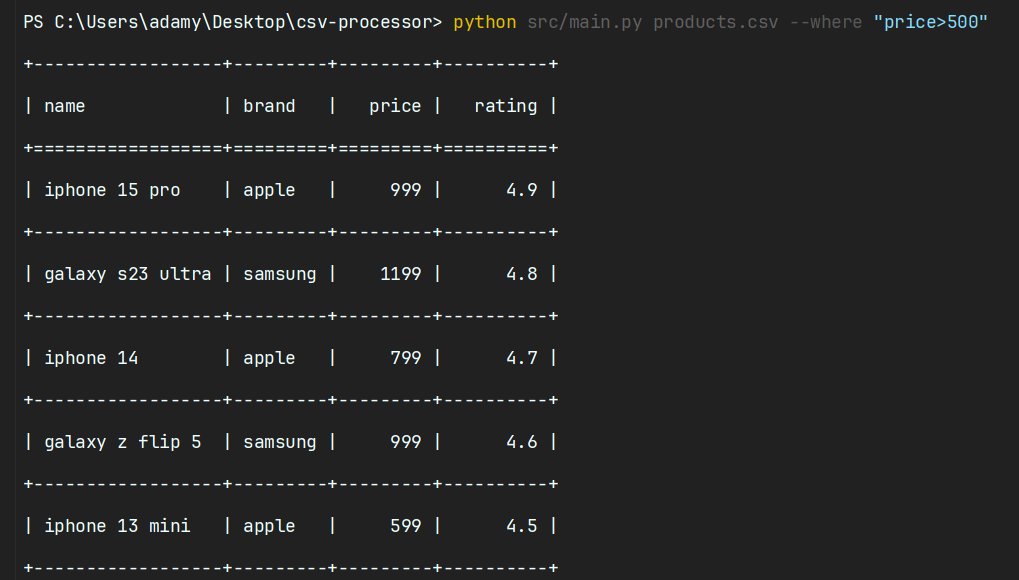 PS C:\Users\adamy\Desktop\csv-processor> python src/main.py products.csv --where "price>500"
+------------------+---------+---------+----------+
| name             | brand   |   price |   rating |
+==================+=========+=========+==========+
| iphone 15 pro    | apple   |     999 |      4.9 |
+------------------+---------+---------+----------+
| galaxy s23 ultra | samsung |    1199 |      4.8 |
+------------------+---------+---------+----------+
| iphone 14        | apple   |     799 |      4.7 |
+------------------+---------+---------+----------+
| galaxy z flip 5  | samsung |     999 |      4.6 |
+------------------+---------+---------+----------+
| iphone 13 mini   | apple   |     599 |      4.5 |
+------------------+---------+---------+----------+